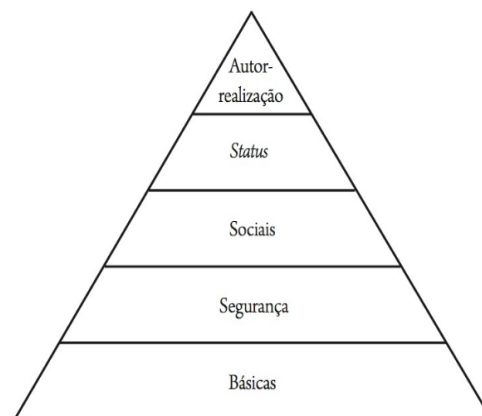 Autor-
realização
Status
Sociais
Segurança
Básicas